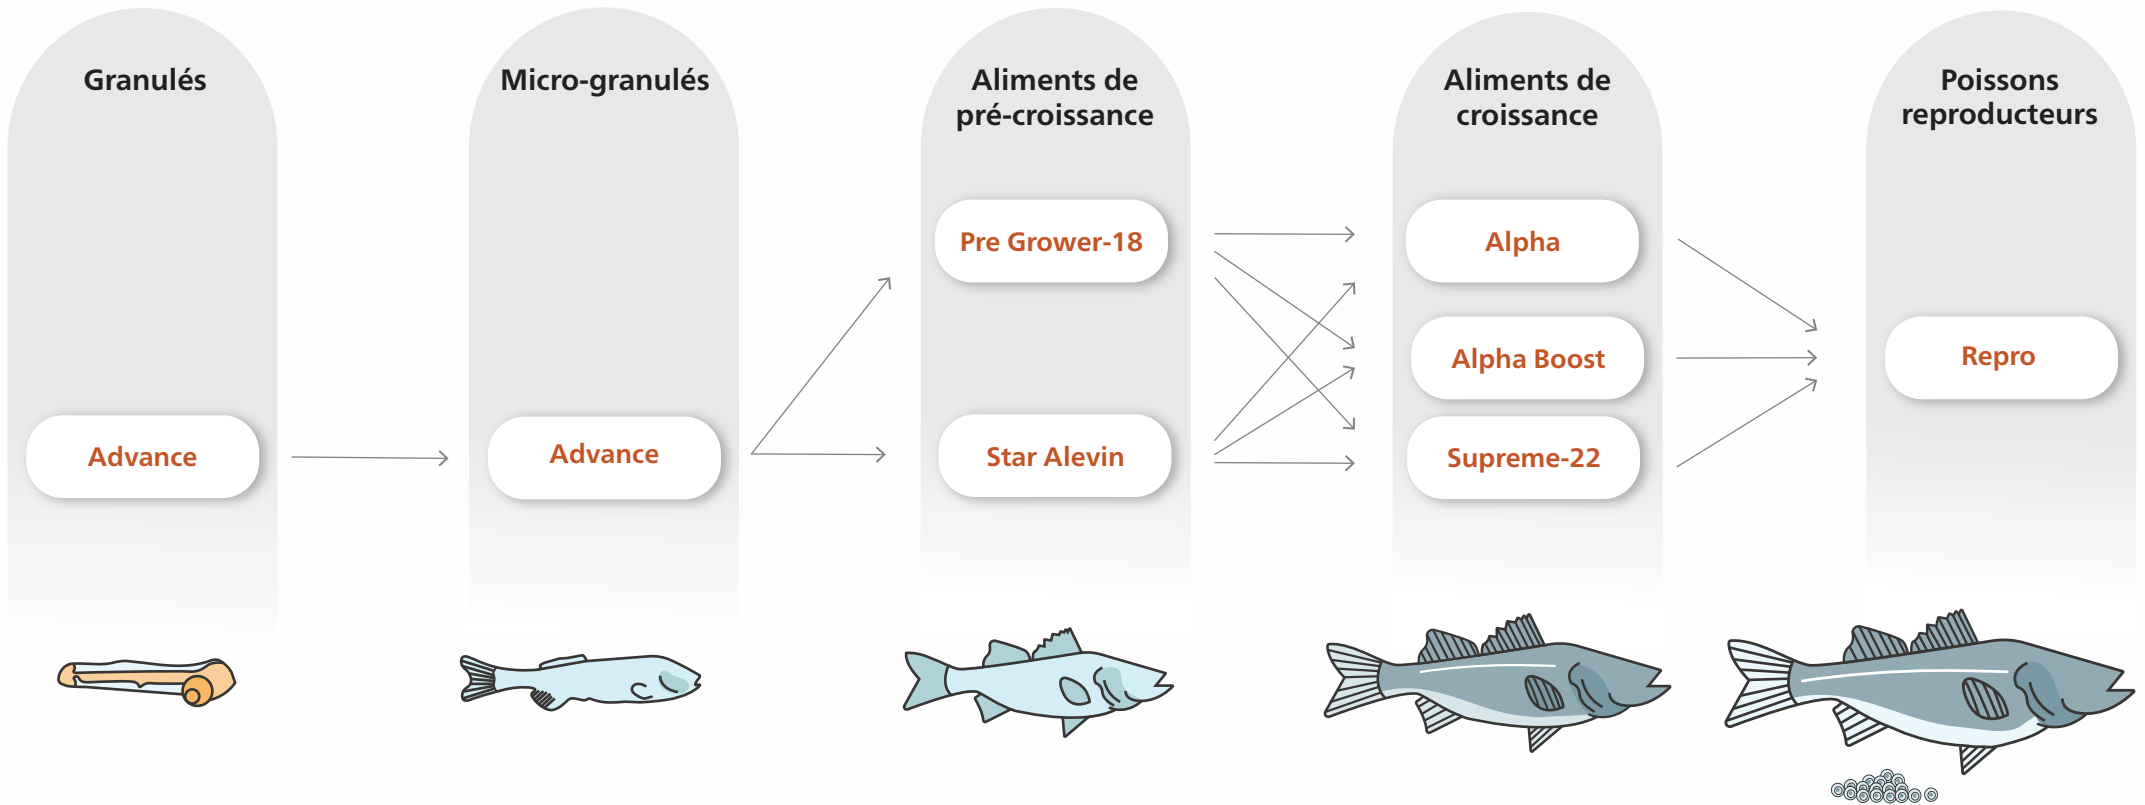 Granulés
Advance
Micro-granulés
Advance
Aliments de
pré-croissance
Pre Grower-18
Star Alevin
Aliments de
croissance
Alpha
Alpha Boost
Supreme-22
Poissons
reproducteurs
Repro